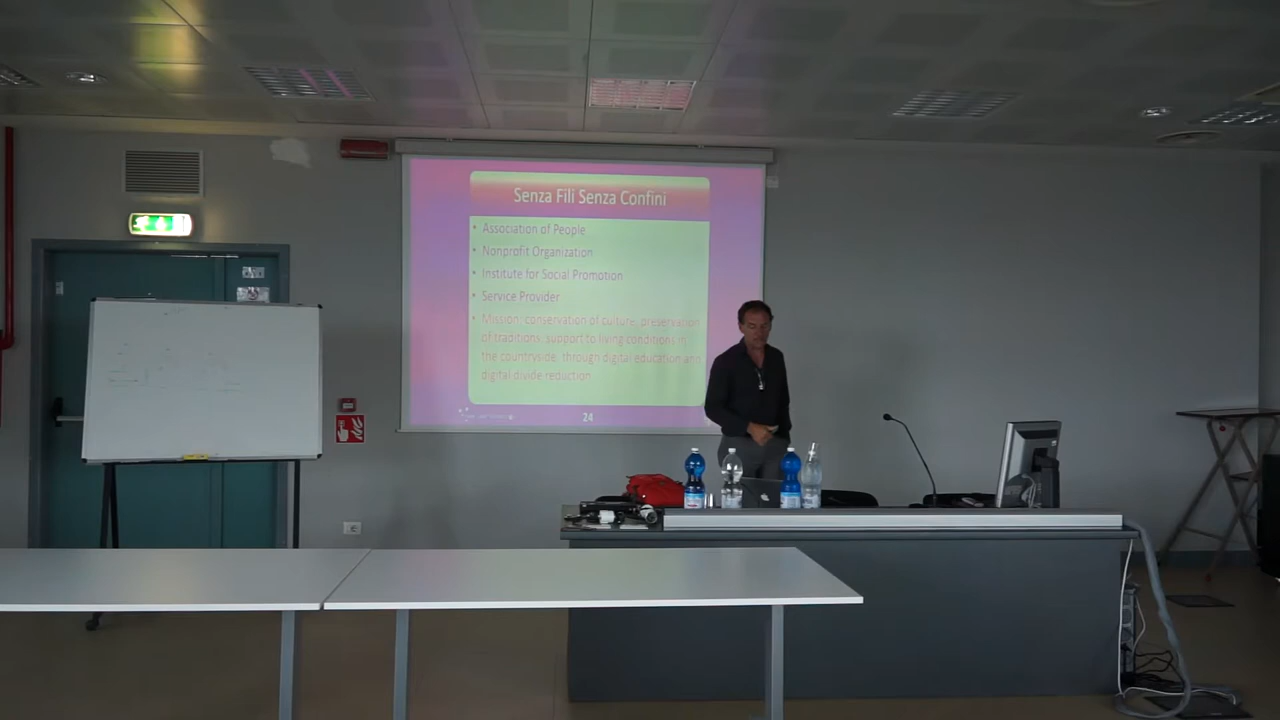 Senza Fili Senza Confini
• Association of People
• Nonprofit Organization
• Institute for Social Promotion
• Service Provider
• Mission: conservation of culture, preservation
of traditions, support to living conditions in
the countryside, through digital education and
digital divide reduction
24